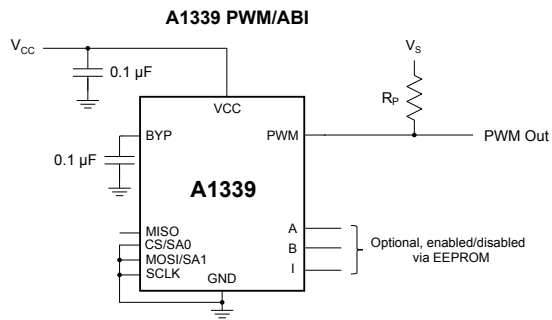 A1339 PWM/ABI
VCC
VS
0.1 µF
RP
VCC
BYP
PWM
PWM Out
0.1 µF
A1339
MISO
CS/SA0
MOSI/SA1
SCLK
GND
A
B
I
Optional, enabled/disabled
via EEPROM